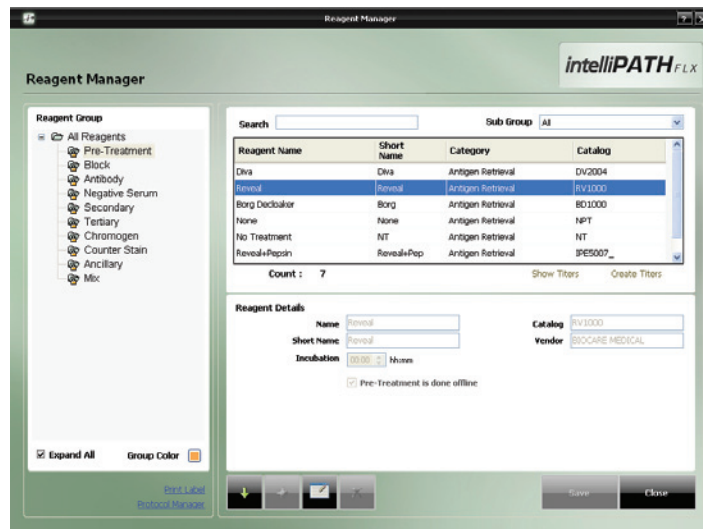 Reagent Manager
? X
intelliPATH FLX
Reagent Manager
Reagent Group
All Reagents
Pre-Treatment
Block
Antibody
Negative Serum
Secondary
Tertiary
Chromogen
Counter Stain
Ancillary
Mix
Expand All Group Color
Print Label
Protocol Manager
Search Sub Group All
Reagent Name Short Name Category Catalog
Diva Diva Antigen Retrieval DV2004
Reveal Reveal Antigen Retrieval RV1000
Borg Decloaker Borg Antigen Retrieval BD1000
None None Antigen Retrieval NPT
No Treatment NT Antigen Retrieval NT
Reveal+Pepsin Reveal+Pep Antigen Retrieval IPE5007_
Count : 7 Show Titers Create Titers
Reagent Details
Name Reveal Catalog RV1000
Short Name Reveal Vendor BIOCARE MEDICAL
Incubation 00:00 hh:mm
Pre-Treatment is done offline
Save Close